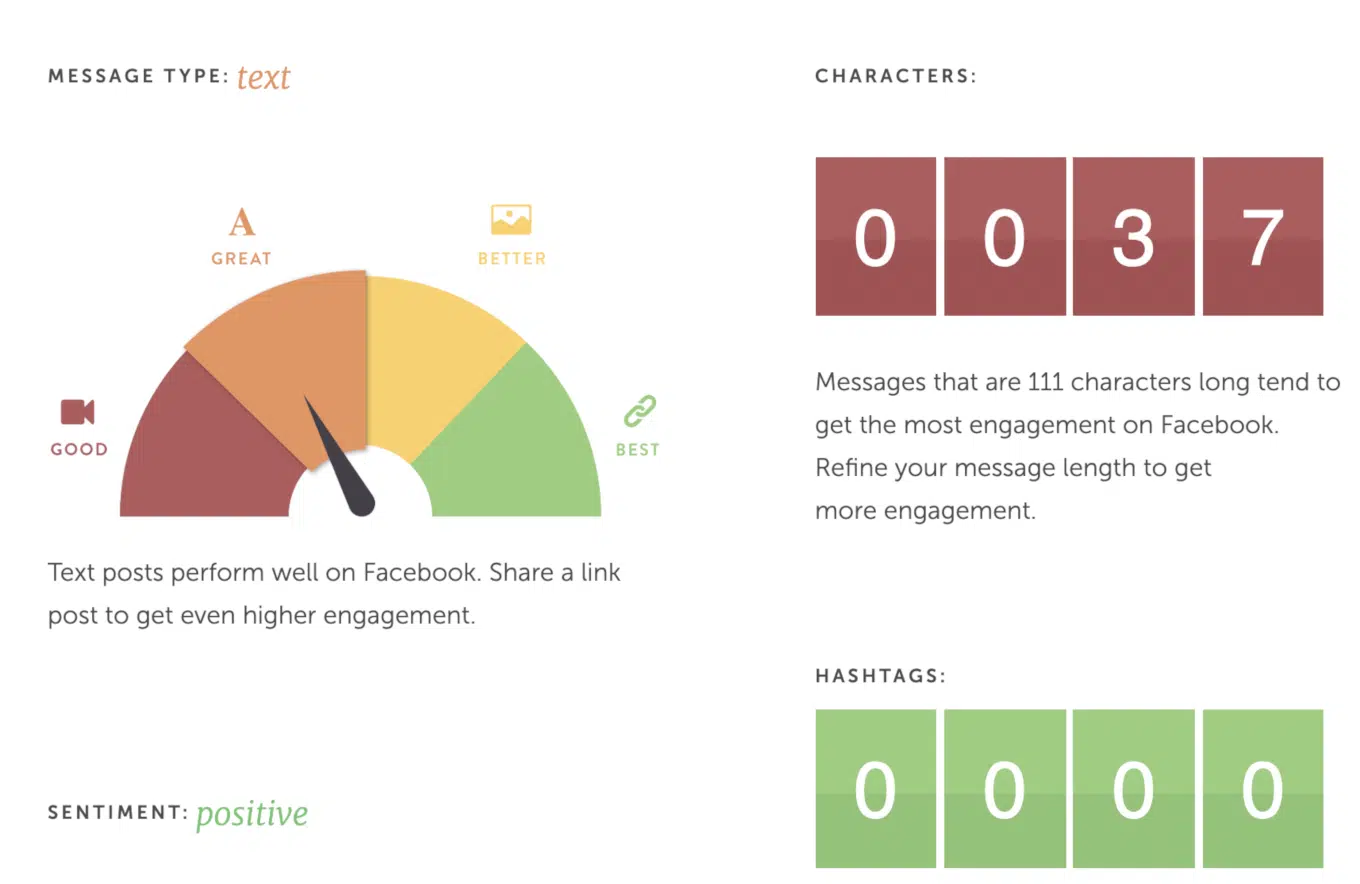 MESSAGE TYPE: text
A
GREAT
BETTER
GOOD
BEST
Text posts perform well on Facebook. Share a link
post to get even higher engagement.
SENTIMENT: positive
CHARACTERS:
0 0 3 7
Messages that are 111 characters long tend to
get the most engagement on Facebook.
Refine your message length to get
more engagement.
HASHTAGS:
0 0 0 0